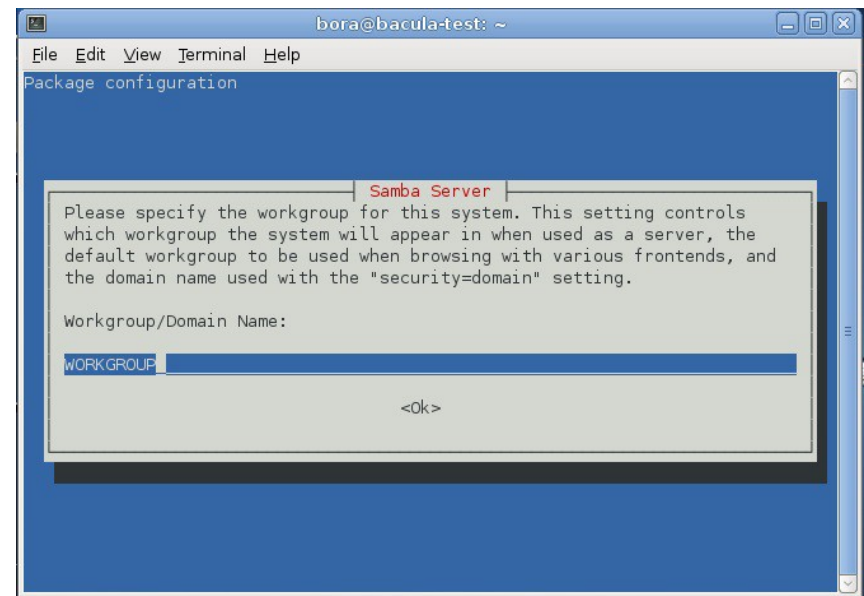 bora@bacula-test: ~
File Edit View Terminal Help
Package configuration
Samba Server
Please specify the workgroup for this system. This setting controls
which workgroup the system will appear in when used as a server, the
default workgroup to be used when browsing with various frontends, and
the domain name used with the "security=domain" setting.
Workgroup/Domain Name:
WORKGROUP
<Ok>